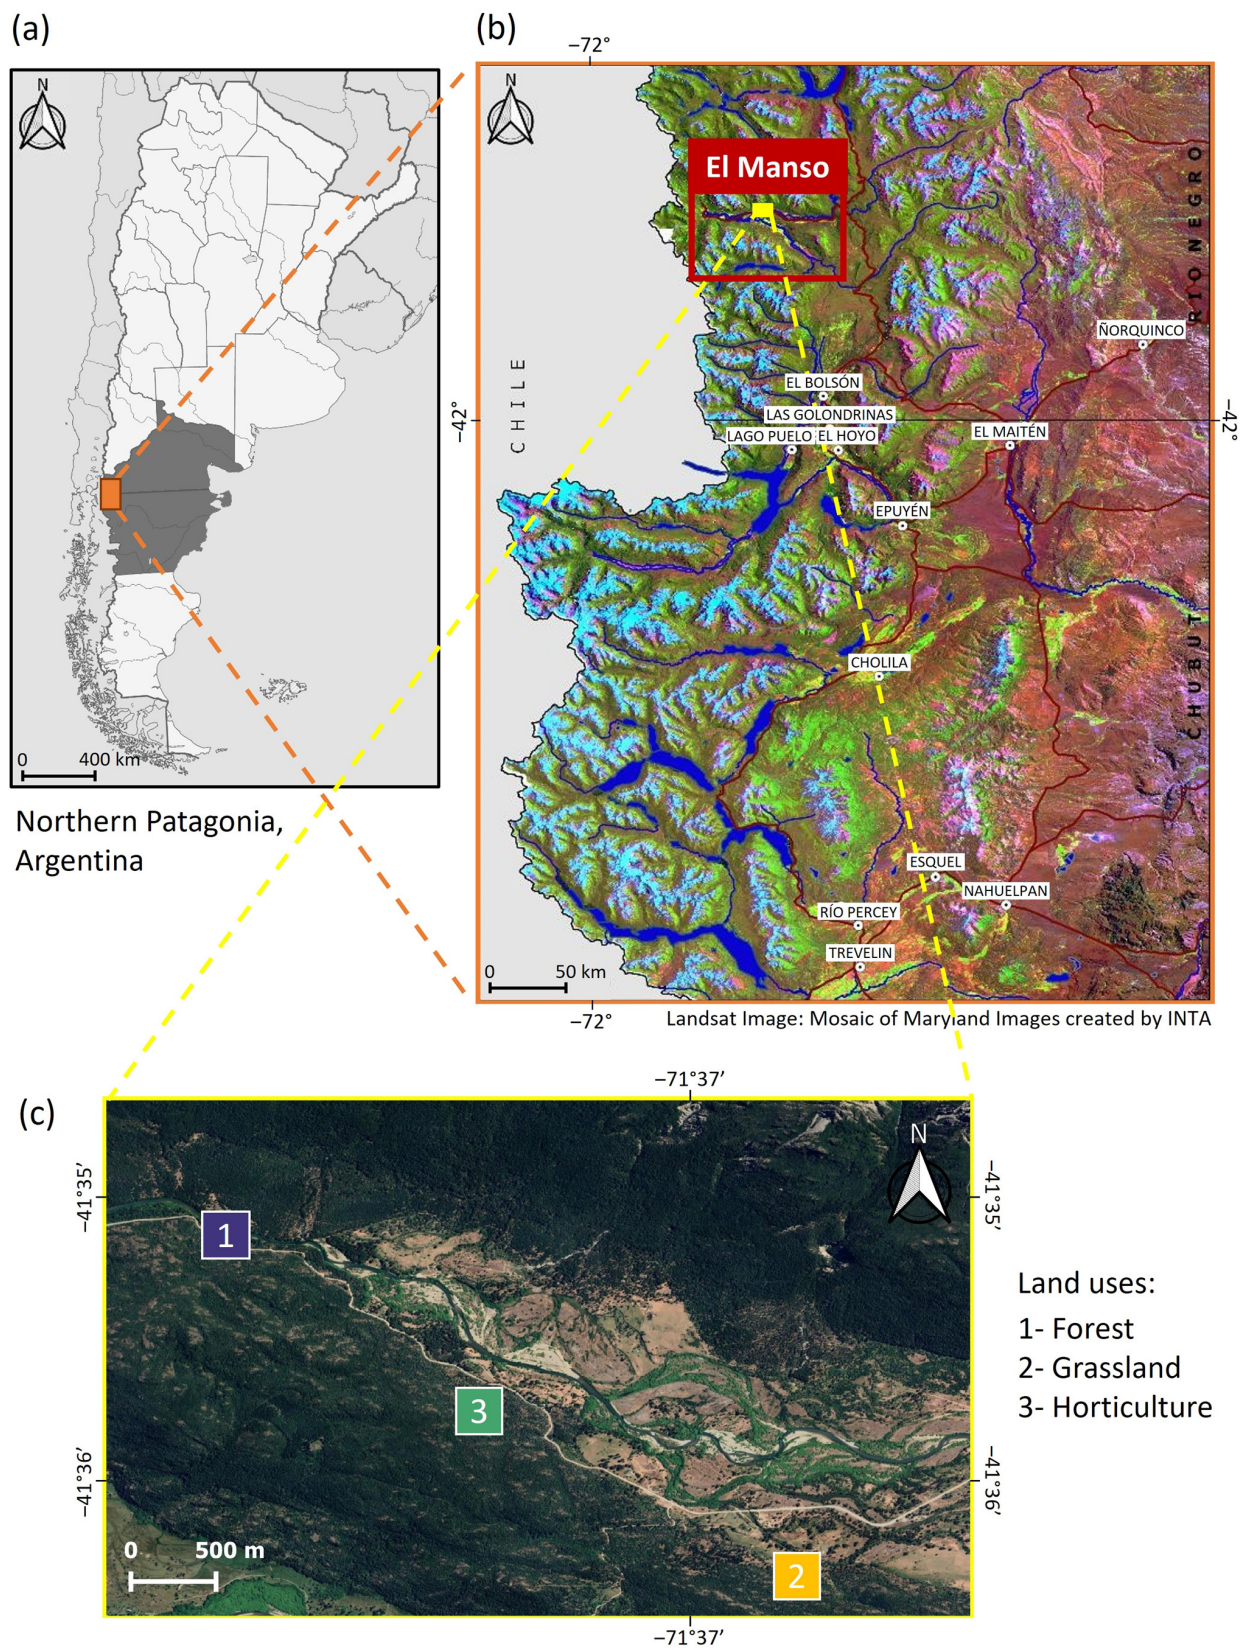 (a)
N
0 400 km
Northern Patagonia,
Argentina
(b)
−72°
N
El Manso
RIO NEGRO
CHILE
ÑORQUINCO
EL BOLSÓN
LAS GOLONDRINAS
−42°
−42°
LAGO PUELO
EL HOYO
EL MAITÉN
EPUYÉN
CHUBUT
CHOLILA
ESQUEL
NAHUELPAN
RÍO PERCEY
TREVELIN
0 50 km
−72°
Landsat Image: Mosaic of Maryland Images created by INTA
(c)
−71°37’
N
−41°35’
−41°35’
1
3
2
−41°36’
−41°36’
0 500 m
−71°37’
Land uses:
1- Forest
2- Grassland
3- Horticulture